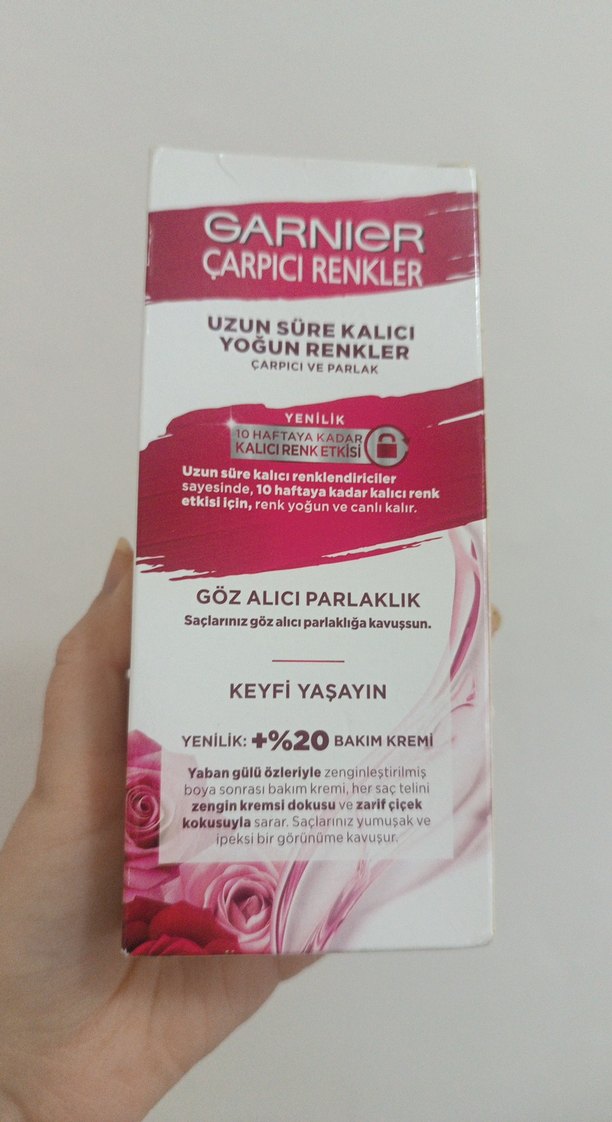 GARNIER
ÇARPICI RENKLER
UZUN SÜRE KALICI
YOĞUN RENKLER
ÇARPICI VE PARLAK
YENİLİK
10 HAFTAYA KADAR
KALICI RENK ETKİSİ
Uzun süre kalıcı renklendiriciler
sayesinde, 10 haftaya kadar kalıcı renk
etkisi için, renk yoğun ve canlı kalır.
GÖZ ALICI PARLAKLIK
Saçlarınız göz alıcı parlaklığa kavuşsun.
KEYFİ YAŞAYIN
YENİLİK: +%20 BAKIM KREMİ
Yaban gülü özleriyle zenginleştirilmiş
boya sonrası bakım kremi, her saç telini
zengin kremsi dokusu ve zarif çiçek
kokusuyla sarar. Saçlarınız yumuşak ve
ipeksi bir görünüme kavuşur.